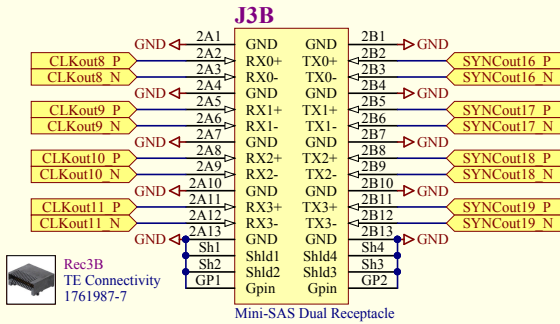 J3B
GND 2A1 GND GND 2B1 GND
CLKout8_P 2A2 RX0+ TX0+ 2B2 SYNCout16_P
CLKout8_N 2A3 RX0- TX0- 2B3 SYNCout16_N
GND 2A4 GND GND 2B4 GND
CLKout9_P 2A5 RX1+ TX1+ 2B5 SYNCout17_P
CLKout9_N 2A6 RX1- TX1- 2B6 SYNCout17_N
GND 2A7 GND GND 2B7 GND
CLKout10_P 2A8 RX2+ TX2+ 2B8 SYNCout18_P
CLKout10_N 2A9 RX2- TX2- 2B9 SYNCout18_N
GND 2A10 GND GND 2B10 GND
CLKout11_P 2A11 RX3+ TX3+ 2B11 SYNCout19_P
CLKout11_N 2A12 RX3- TX3- 2B12 SYNCout19_N
GND 2A13 GND GND 2B13 GND
Sh1 Shld1 Shld4 Sh4
Sh2 Shld2 Shld3 Sh3
GP1 Gpin Gpin GP2
Rec3B
TE Connectivity
1761987-7
Mini-SAS Dual Receptacle